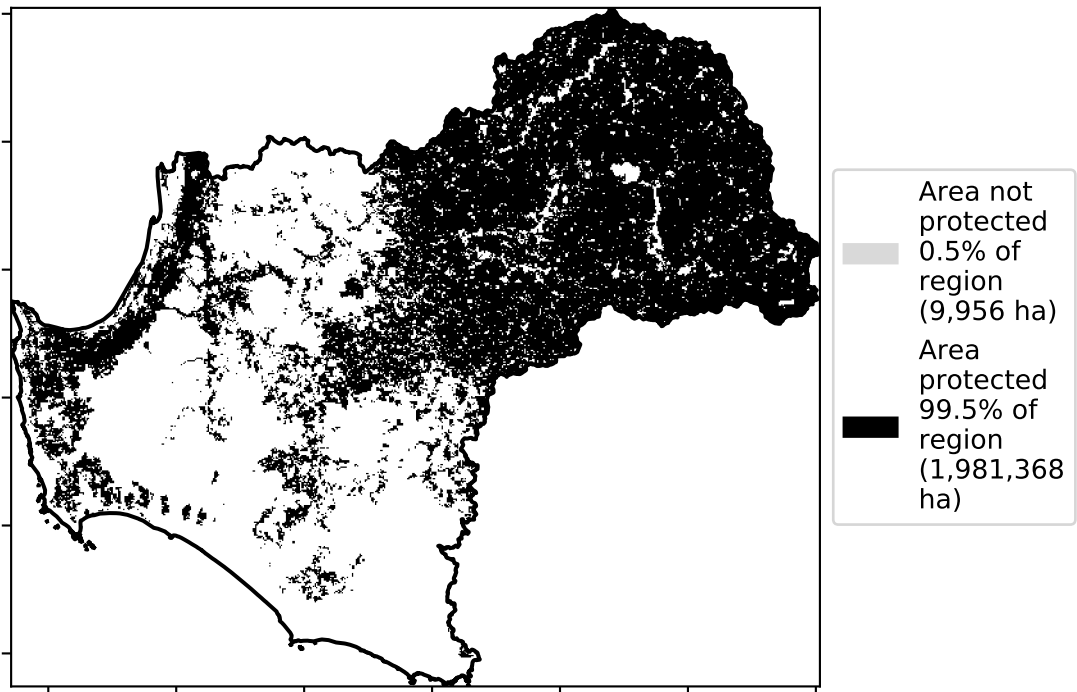 Area not
protected
0.5% of
region
(9,956 ha)
Area
protected
99.5% of
region
(1,981,368
ha)